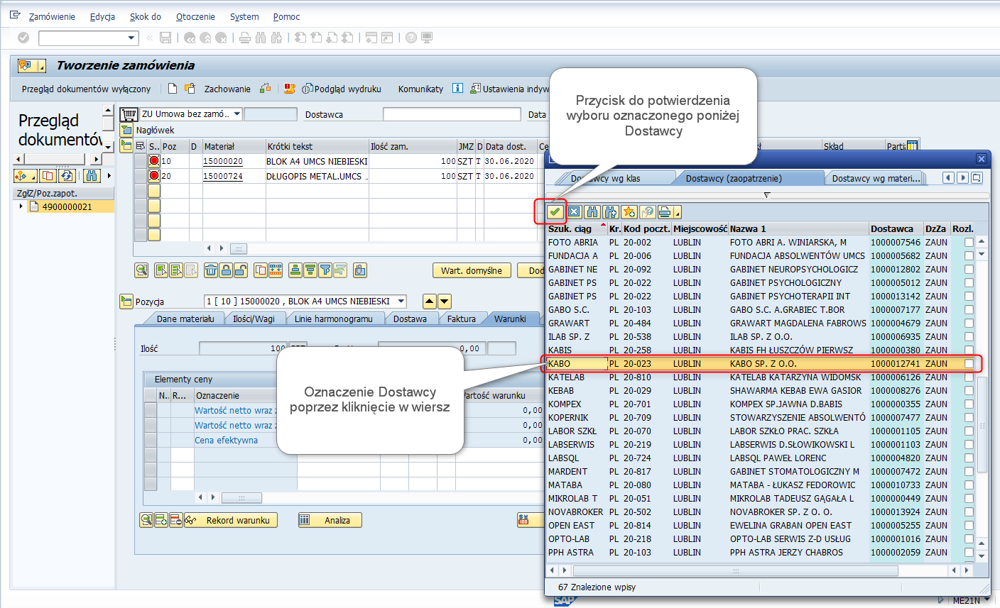 Zamówienie Edycja Skok do Otoczenie System Pomoc
Tworzenie zamówienia
Przegląd dokumentów wyłączony Zachowanie Podgląd wydruku Komunikaty Ustawienia indyw
Przegląd
dokumentów
ZgłZ/Poz.zapot.
4900000021
ZU Umowa bez zamó... Dostawca Data
Nagłówek
S.. Poz D Materiał Krótki tekst Ilość zam. JMZ D Data dost. Ce Skład Parti
10 15000020 BLOK A4 UMCS NIEBIESKI 100 SZT T 30.06.2020
20 15000724 DŁUGOPIS METAL.UMCS .. 100 SZT T 30.06.2020
Wart. domyślne Dod
Pozycja 1 [ 10 ] 15000020 , BLOK A4 UMCS NIEBIESKI
Dane materiału Ilości/Wagi Linie harmonogramu Dostawa Faktura Warunki
Ilość 100 0,00
Elementy ceny
N.. R... Oznaczenie artość warunku
Wartość netto wraz z 0,00
Wartość netto wraz z 0,00
Cena efektywna 0,00
Rekord warunku Analiza
Przycisk do potwierdzenia
wyboru oznaczonego poniżej
Dostawcy
Oznaczenie Dostawcy
poprzez kliknięcie w wiersz
Dostawcy wg klas Dostawcy (zaopatrzenie) Dostawcy wg materi...
Szuk. ciąg Kr. Kod poczt. Miejscowość Nazwa 1 Dostawca DzZa Rozl.
FOTO ABRIA PL 20-002 LUBLIN FOTO ABRI A. WINIARSKA, M 1000007546 ZAUN
FUNDACJA A PL 20-006 LUBLIN FUNDACJA ABSOLWENTÓW UMCS 1000005682 ZAUN
GABINET NE PL 20-092 LUBLIN GABINET NEUROPSYCHOLOGICZ 1000012802 ZAUN
GABINET PS PL 20-022 LUBLIN GABINET PSYCHOLOGICZNY 1000005012 ZAUN
GABINET PS PL 20-022 LUBLIN GABINET PSYCHOTERAPII INT 1000013142 ZAUN
GABO S.C. PL 20-103 LUBLIN GABO S.C. A.GRABIEC T.BOR 1000007177 ZAUN
GRAWART PL 20-484 LUBLIN GRAWART MAGDALENA FABROWS 1000004679 ZAUN
ILAB SP. Z PL 20-538 LUBLIN ILAB SP. Z O.O. 1000006935 ZAUN
KABIS PL 20-258 LUBLIN KABIS FH ŁUSZCZÓW PIERWSZ 1000000380 ZAUN
KABO PL 20-023 LUBLIN KABO SP. Z O.O. 1000012741 ZAUN
KATELAB PL 20-810 LUBLIN KATELAB KATARZYNA WIDOMSK 1000006126 ZAUN
KEBAB PL 20-029 LUBLIN SHAWARMA KEBAB EWA GASIOR 1000008276 ZAUN
KOMPEX PL 20-701 LUBLIN KOMPEX SP.JAWNA D.BABIS 1000000355 ZAUN
KOPERNIK PL 20-709 LUBLIN STOWARZYSZENIE ABSOLWENTÓ 1000007477 ZAUN
LABOR SZKŁ PL 20-070 LUBLIN LABOR SZKŁO PRAC. SZKŁA 1000001105 ZAUN
LABSERWIS PL 20-219 LUBLIN LABSERWIS D.SŁOWIKOWSKI L 1000001103 ZAUN
LABSQL PL 20-724 LUBLIN LABSQL PAWEŁ LORENC 1000004820 ZAUN
MARDENT PL 20-817 LUBLIN GABINET STOMATOLOGICZNY M 1000007472 ZAUN
MATABA PL 20-080 LUBLIN MATABA - ŁUKASZ FEDOROWIC 1000010733 ZAUN
MIKROLAB T PL 20-051 LUBLIN MIKROLAB TADEUSZ GĄGAŁA L 1000000449 ZAUN
NOVABROKER PL 20-502 LUBLIN NOVABROKER SP. Z O. O. 1000013924 ZAUN
OPEN EAST PL 20-814 LUBLIN EWELINA GRABAN OPEN EAST 1000005255 ZAUN
OPTO-LAB PL 20-218 LUBLIN OPTO-LAB SERWIS Z-D USŁUG 1000001016 ZAUN
PPH ASTRA PL 20-103 LUBLIN PPH ASTRA JERZY CHABROS 1000002059 ZAUN
67 Znalezione wpisy
SAP ME21N